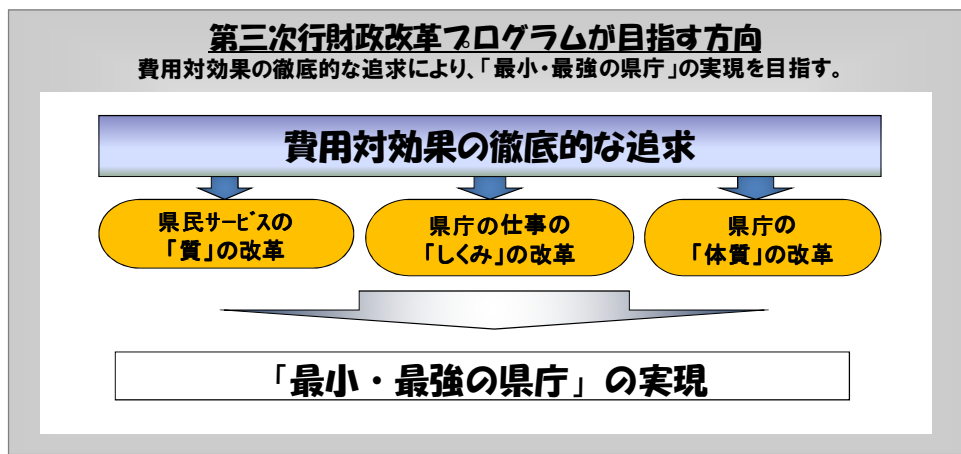 第三次行財政改革プログラムが目指す方向
費用対効果の徹底的な追求により、「最小・最強の県庁」の実現を目指す。
費用対効果の徹底的な追求
県民ｻｰﾋﾞｽの
「質」の改革
県庁の仕事の
「しくみ」の改革
県庁の
「体質」の改革
「最小・最強の県庁」の実現